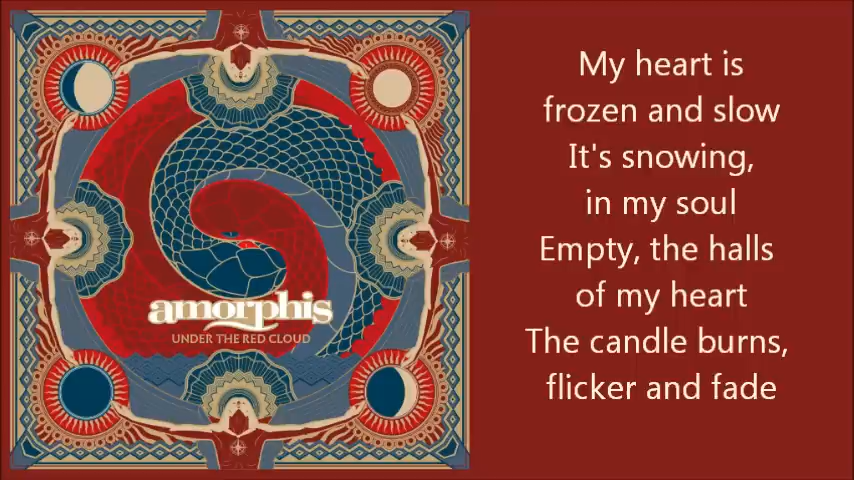 amorphis
UNDER THE RED CLOUD
My heart is
frozen and slow
It's snowing,
in my soul
Empty, the halls
of my heart
The candle burns,
flicker and fade